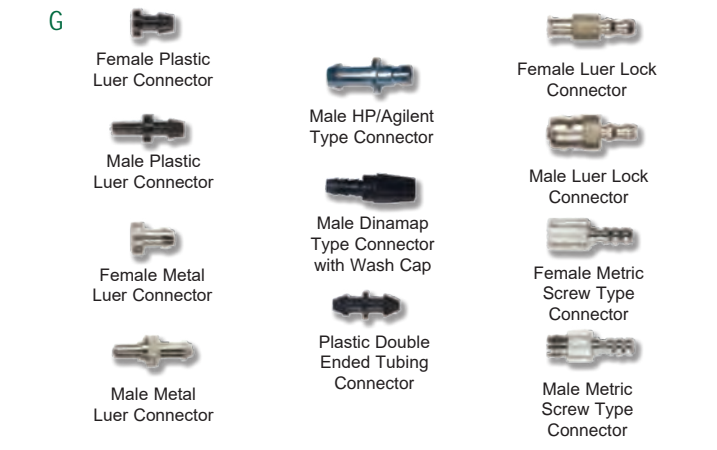 G
Female Plastic
Luer Connector
Male Plastic
Luer Connector
Female Metal
Luer Connector
Male Metal
Luer Connector
Male HP/Agilent
Type Connector
Male Dinamap
Type Connector
with Wash Cap
Plastic Double
Ended Tubing
Connector
Female Luer Lock
Connector
Male Luer Lock
Connector
Female Metric
Screw Type
Connector
Male Metric
Screw Type
Connector